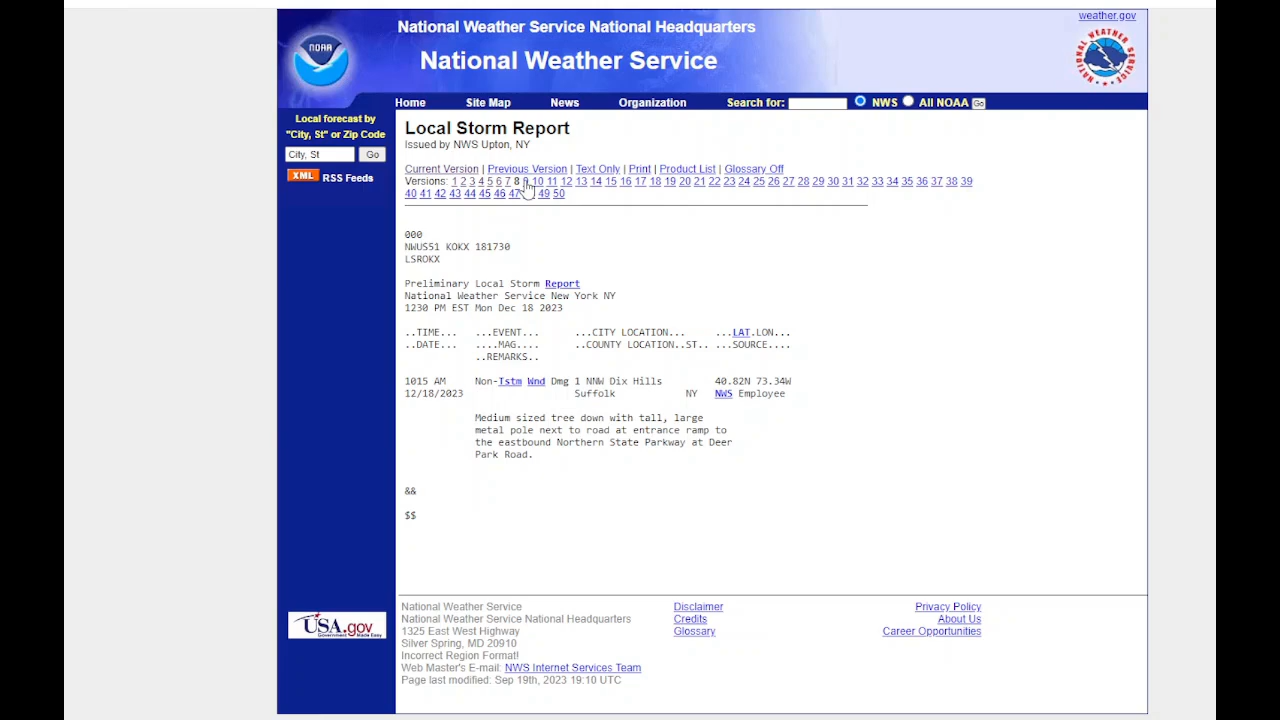 weather.gov
National Weather Service National Headquarters
NOAA
NATIONAL WEATHER SERVICE
National Weather Service
Home Site Map News Organization Search for: NWS All NOAA Go
Local forecast by
"City, St" or Zip Code
City, St Go
XML RSS Feeds
Local Storm Report
Issued by NWS Upton, NY
Current Version | Previous Version | Text Only | Print | Product List | Glossary Off
Versions: 1 2 3 4 5 6 7 8 9 10 11 12 13 14 15 16 17 18 19 20 21 22 23 24 25 26 27 28 29 30 31 32 33 34 35 36 37 38 39
40 41 42 43 44 45 46 47 49 50
000
NWUS51 KOKX 181730
LSROKX
Preliminary Local Storm Report
National Weather Service New York NY
1230 PM EST Mon Dec 18 2023
..TIME... ...EVENT... ...CITY LOCATION... ...LAT.LON...
..DATE... ....MAG.... ..COUNTY LOCATION..ST.. ...SOURCE....
..REMARKS..
1015 AM Non-Tstm Wnd Dmg 1 NNW Dix Hills 40.82N 73.34W
12/18/2023 Suffolk NY NWS Employee
Medium sized tree down with tall, large
metal pole next to road at entrance ramp to
the eastbound Northern State Parkway at Deer
Park Road.
&&
$$
USA.gov
Government Made Easy
National Weather Service
National Weather Service National Headquarters
1325 East West Highway
Silver Spring, MD 20910
Incorrect Region Format!
Web Master's E-mail: NWS Internet Services Team
Page last modified: Sep 19th, 2023 19:10 UTC
Disclaimer
Credits
Glossary
Privacy Policy
About Us
Career Opportunities